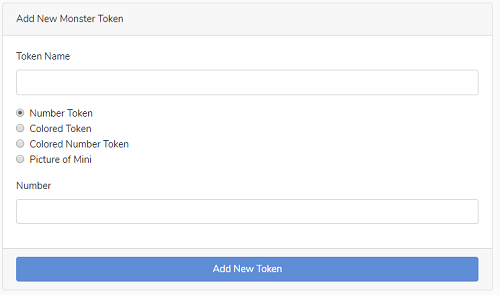 Add New Monster Token
Token Name
Number Token
Colored Token
Colored Number Token
Picture of Mini
Number
Add New Token